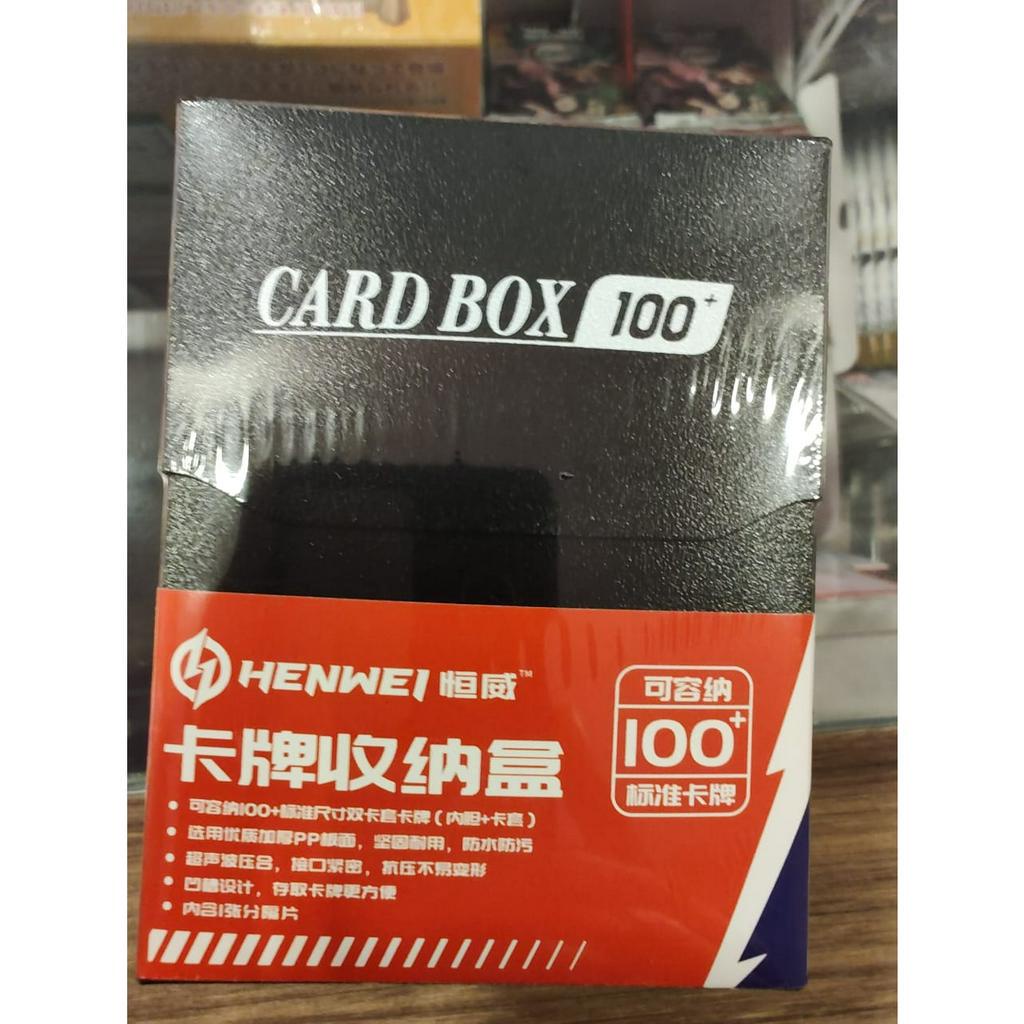 CARD BOX 100+
HENWEI 恒威™
卡牌收纳盒
可容纳
100+
标准卡牌
• 可容纳100+标准尺寸双卡套卡牌（内胆+卡套）
• 选用优质加厚PP板面，坚固耐用，防水防污
• 超声波压合，接口紧密，抗压不易变形
• 凹槽设计，存取卡牌更方便
• 内含1张分隔片